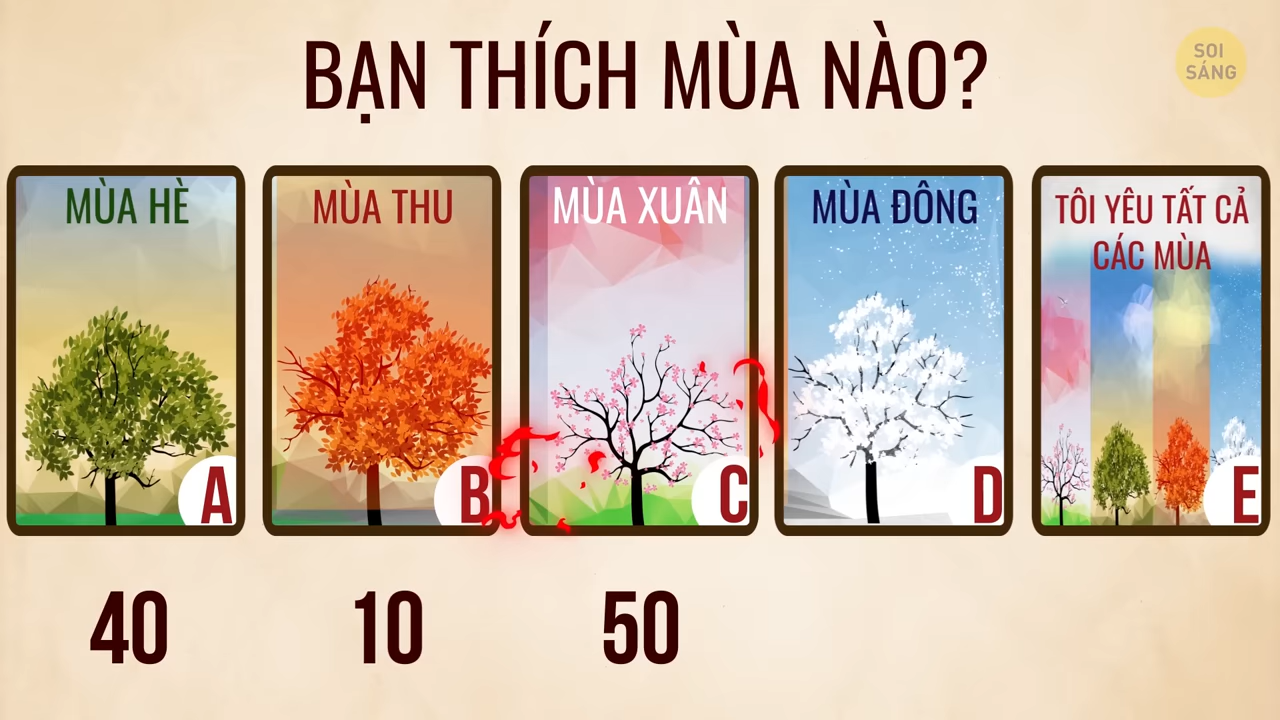 BẠN THÍCH MÙA NÀO?
SOI
SÁNG
MÙA HÈ
A
MÙA THU
B
MÙA XUÂN
C
MÙA ĐÔNG
D
TÔI YÊU TẤT CẢ
CÁC MÙA
E
40
10
50